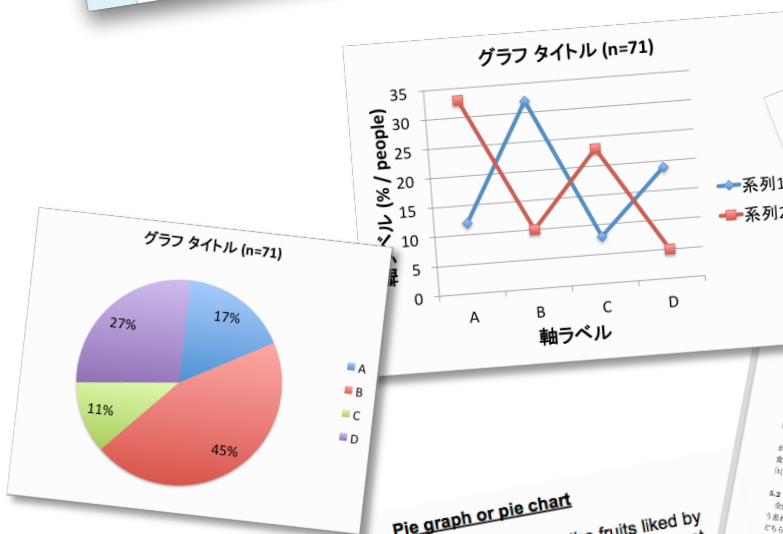 グラフ タイトル (n=71)
35
30
25
20
15
10
5
0
(% / people)
A
B
C
D
軸ラベル
系列1
系列2
グラフ タイトル (n=71)
27%
17%
11%
45%
A
B
C
D
Pie graph or pie chart
fruits liked by
5.2